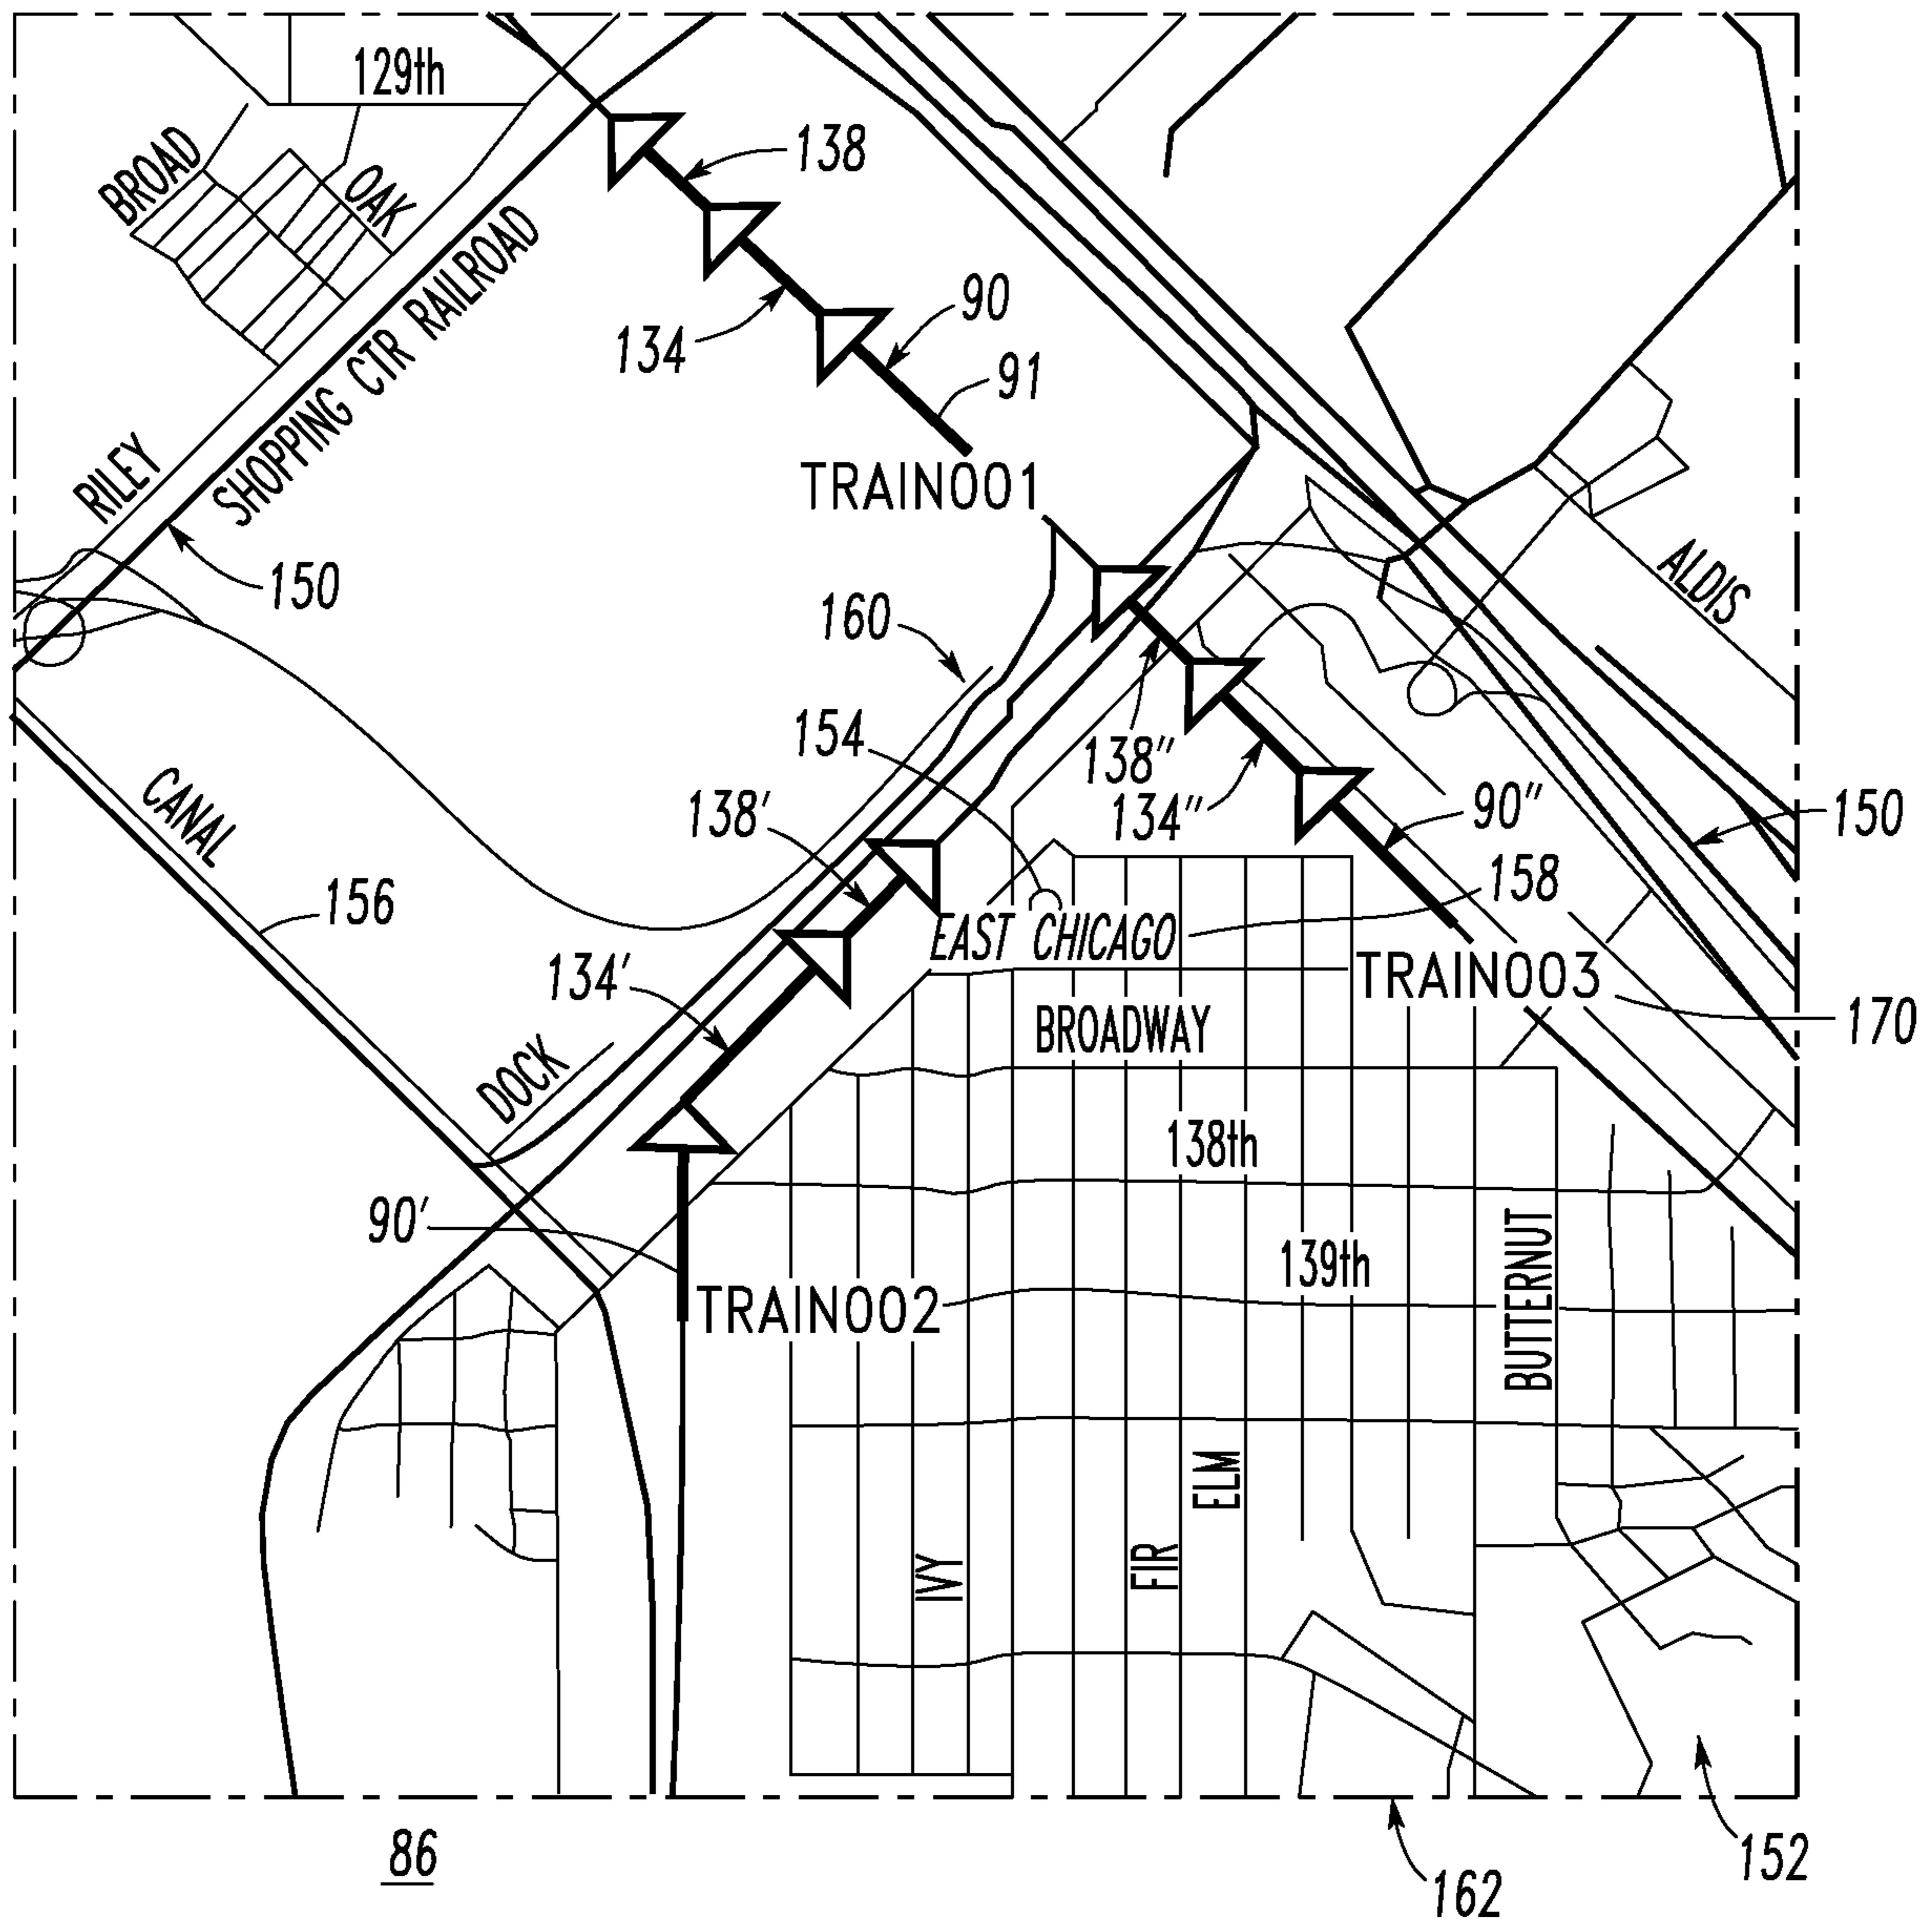 129th
BROAD
OAK
138
SHOPPING CTR RAILROAD
134
90
91
RILEY
TRAIN001
150
160
ALDIS
154
138"
134"
CANAL
138'
90"
150
156
158
EAST CHICAGO
134'
TRAIN003
BROADWAY
170
DOCK
138th
90'
139th
BUTTERNUT
TRAIN002
ELM
IVY
FIR
86
152
162